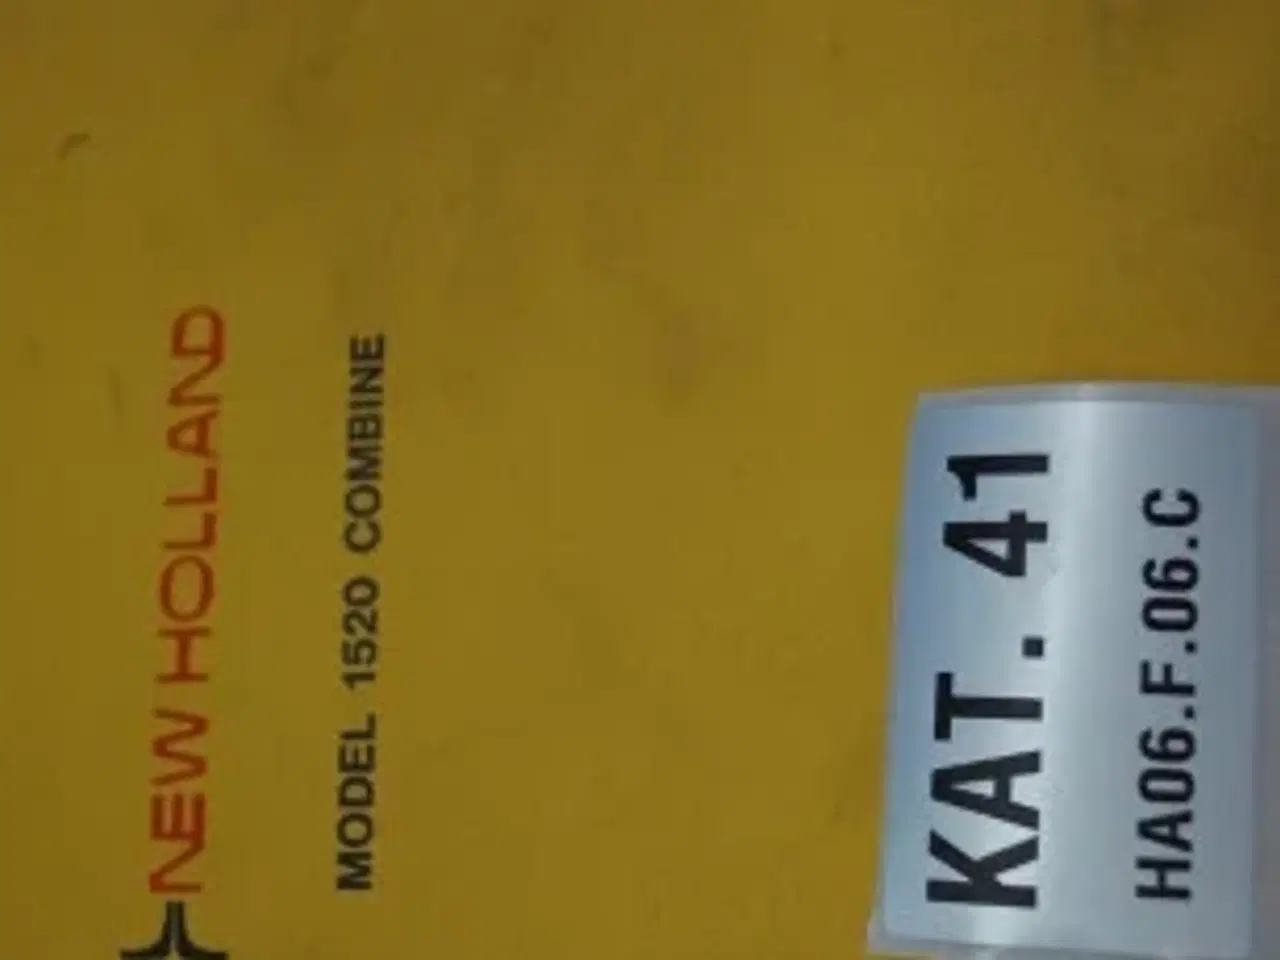 NEW HOLLAND
MODEL 1520 COMBINE
KAT. 41
HA06.F.06.C